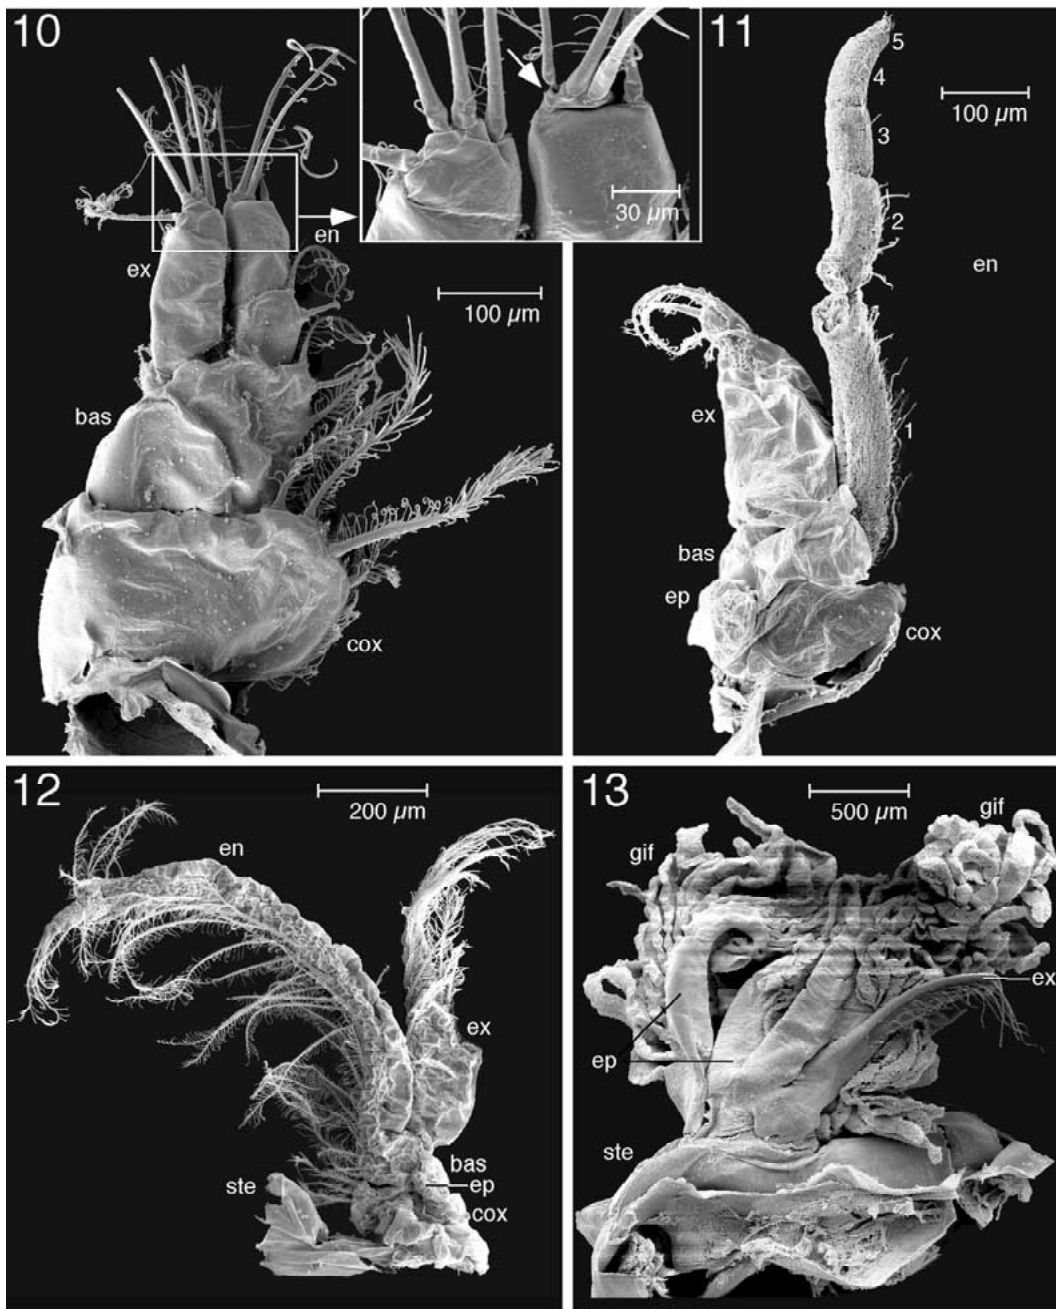 10
en
ex
100 µm
30 µm
bas
cox
11
5
4
100 µm
3
2
en
ex
1
bas
ep
cox
12
200 µm
en
ex
bas
ste
ep
cox
13
500 µm
gif
gif
ex
ep
ste